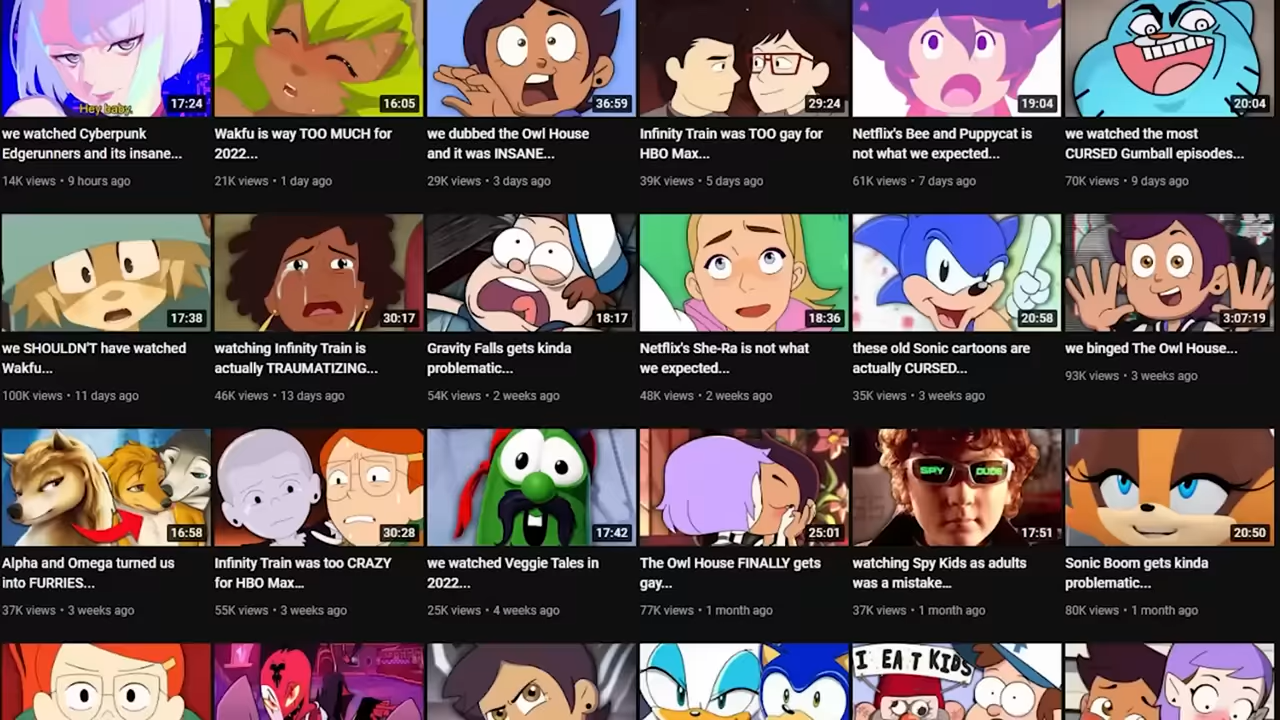 Hey, baby.
17:24
16:05
36:59
29:24
19:04
20:04
we watched Cyberpunk
Edgerunners and its insane...
14K views • 9 hours ago
Wakfu is way TOO MUCH for
2022...
21K views • 1 day ago
we dubbed the Owl House
and it was INSANE...
29K views • 3 days ago
Infinity Train was TOO gay for
HBO Max...
39K views • 5 days ago
Netflix's Bee and Puppycat is
not what we expected...
61K views • 7 days ago
we watched the most
CURSED Gumball episodes...
70K views • 9 days ago
17:38
30:17
18:17
18:36
20:58
3:07:19
we SHOULDN'T have watched
Wakfu...
100K views • 11 days ago
watching Infinity Train is
actually TRAUMATIZING...
46K views • 13 days ago
Gravity Falls gets kinda
problematic...
54K views • 2 weeks ago
Netflix's She-Ra is not what
we expected...
48K views • 2 weeks ago
these old Sonic cartoons are
actually CURSED...
35K views • 3 weeks ago
we binged The Owl House...
93K views • 3 weeks ago
SPY DUDE
16:58
30:28
17:42
25:01
17:51
20:50
Alpha and Omega turned us
into FURRIES...
37K views • 3 weeks ago
Infinity Train was too CRAZY
for HBO Max...
55K views • 3 weeks ago
we watched Veggie Tales in
2022...
25K views • 4 weeks ago
The Owl House FINALLY gets
gay...
77K views • 1 month ago
watching Spy Kids as adults
was a mistake...
37K views • 1 month ago
Sonic Boom gets kinda
problematic...
80K views • 1 month ago
I EAT KIDS